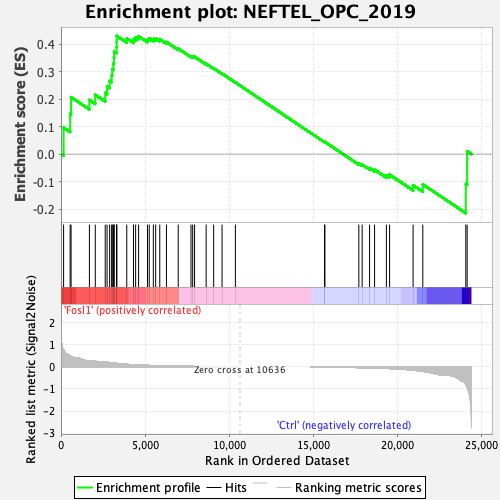 Enrichment plot: NEFTEL_OPC_2019
Enrichment score (ES)
0.4
0.3
0.2
0.1
0.0
-0.1
-0.2
'Fosl1' (positively correlated)
Ranked list metric (Signal2Noise)
2
1
0
-1
-2
-3
Zero cross at 10636
'Ctrl' (negatively correlated)
0
5,000
10,000
15,000
20,000
25,000
Rank in Ordered Dataset
Enrichment profile
Hits
Ranking metric scores